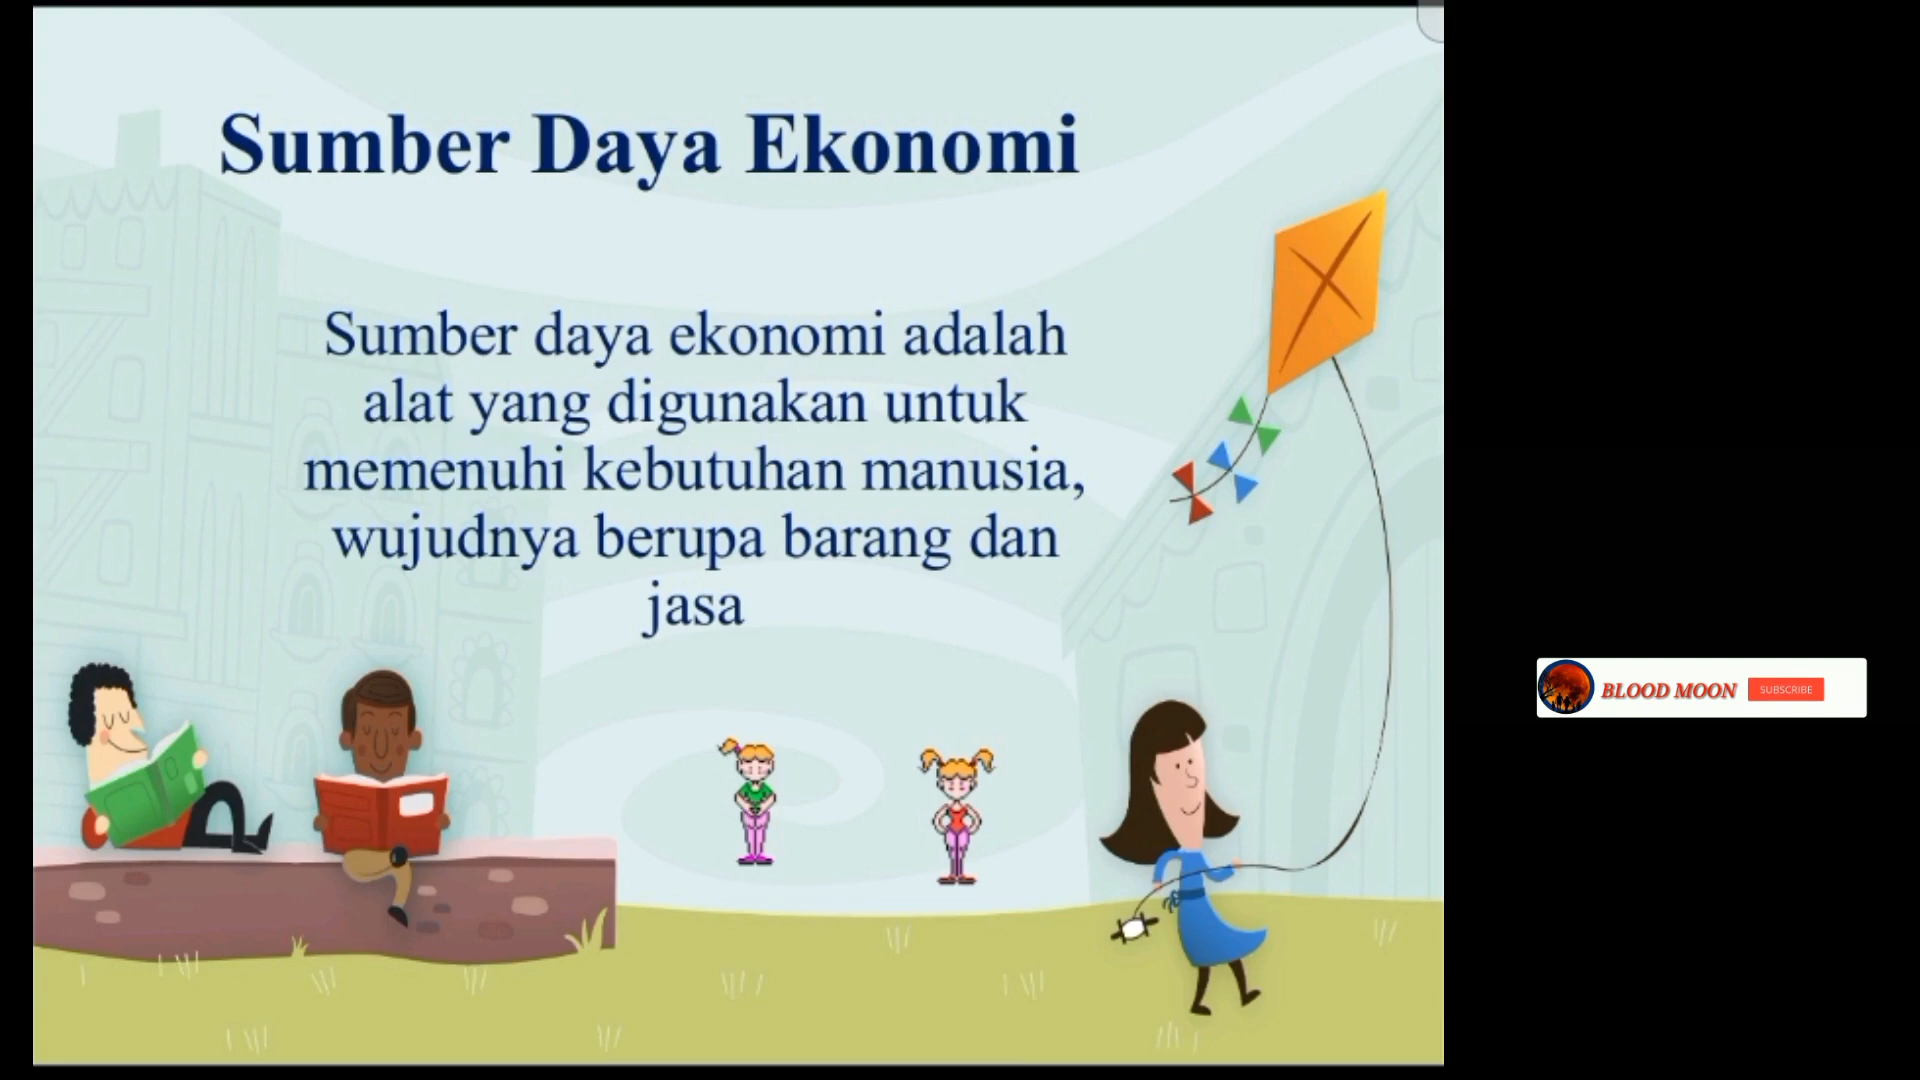 Sumber Daya Ekonomi
Sumber daya ekonomi adalah
alat yang digunakan untuk
memenuhi kebutuhan manusia,
wujudnya berupa barang dan
jasa
BLOOD MOON
SUBSCRIBE